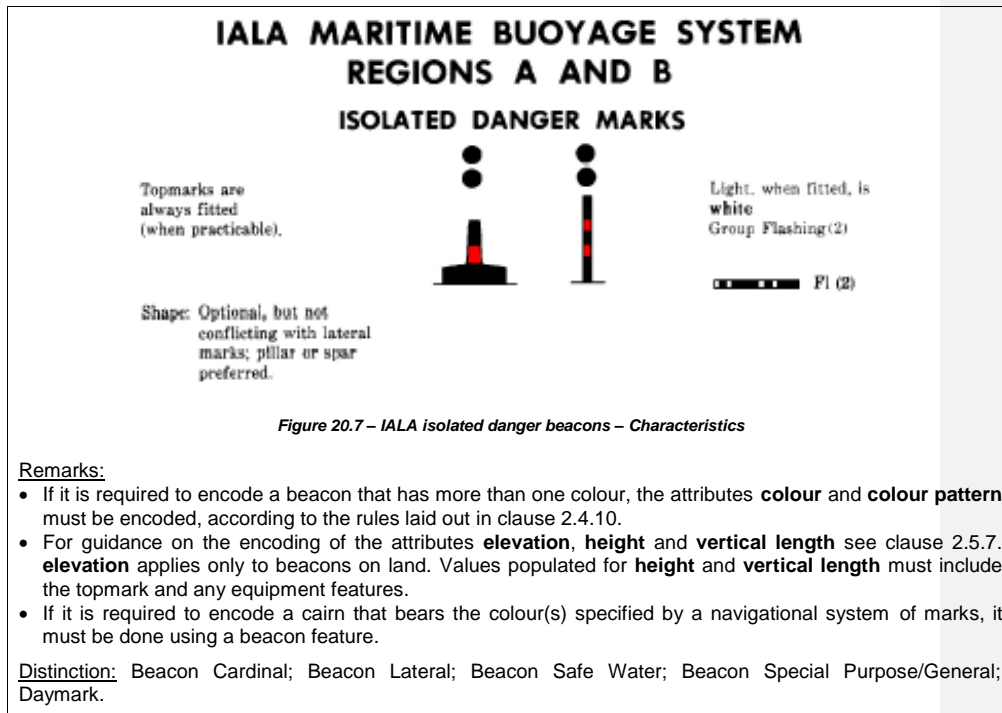 IALA MARITIME BUOYAGE SYSTEM
REGIONS A AND B
ISOLATED DANGER MARKS
Topmarks are
always fitted
(when practicable).
Light, when fitted, is
white
Group Flashing(2)
Fl (2)
Shape: Optional, but not
conflicting with lateral
marks; pillar or spar
preferred.
Figure 20.7 – IALA isolated danger beacons – Characteristics
Remarks:
• If it is required to encode a beacon that has more than one colour, the attributes colour and colour pattern
must be encoded, according to the rules laid out in clause 2.4.10.
• For guidance on the encoding of the attributes elevation, height and vertical length see clause 2.5.7.
elevation applies only to beacons on land. Values populated for height and vertical length must include
the topmark and any equipment features.
• If it is required to encode a cairn that bears the colour(s) specified by a navigational system of marks, it
must be done using a beacon feature.
Distinction: Beacon Cardinal; Beacon Lateral; Beacon Safe Water; Beacon Special Purpose/General;
Daymark.